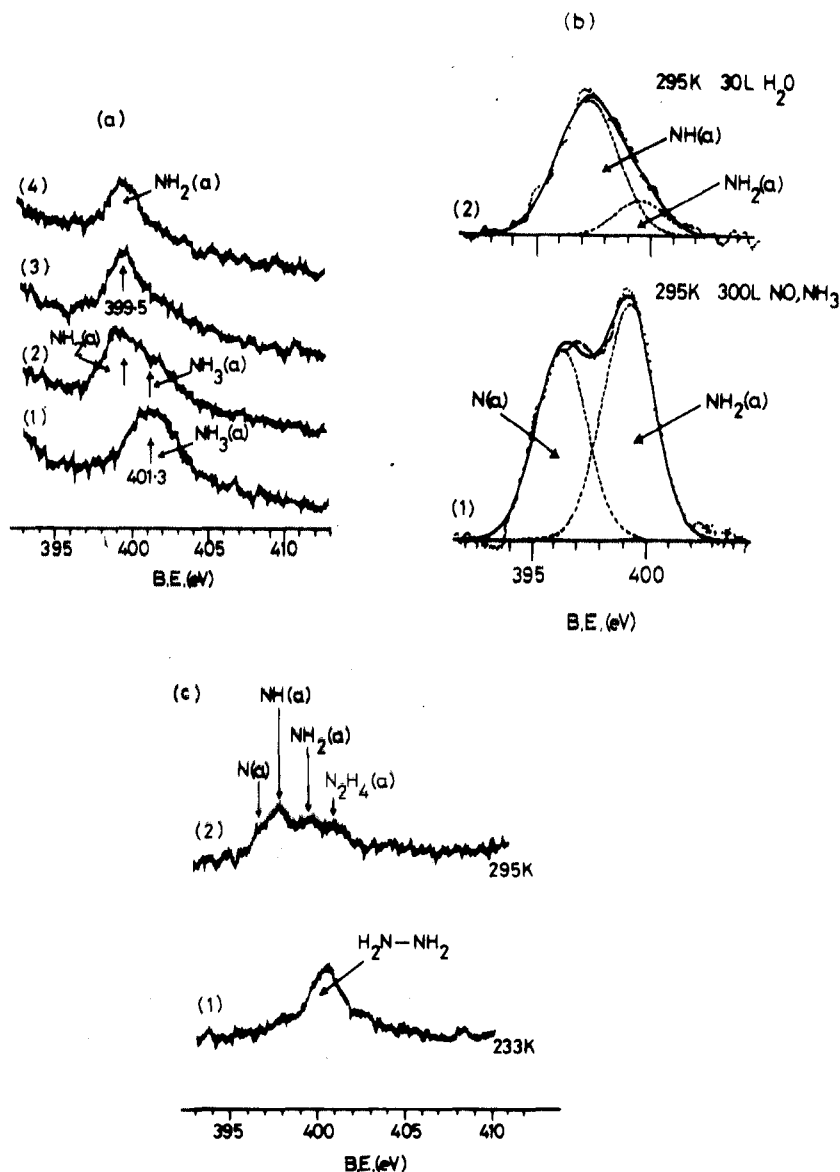 (a)
(4)
NH2(a)
(3)
399·5
NH2(a)
(2)
NH3(a)
(1)
NH3(a)
401·3
395 400 405 410
B.E.(eV)
(b)
295K 30L H2O
NH(a)
NH2(a)
(2)
295K 300L NO,NH3
N(a)
NH2(a)
(1)
395 400
B.E.(eV)
(c)
NH(a)
NH2(a)
N(a)
N2H4(a)
(2)
295K
H2N—NH2
(1)
233K
395 400 405 410
B.E.(eV)